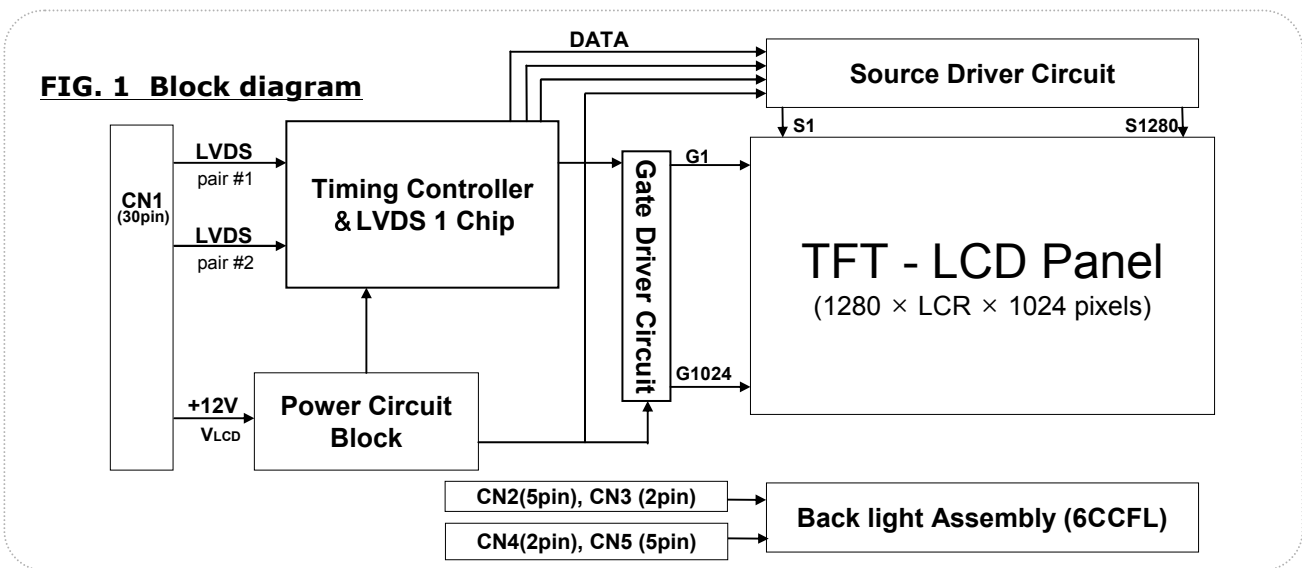 FIG. 1 Block diagram
DATA
Source Driver Circuit
S1
S1280
CN1
(30pin)
LVDS
pair #1
LVDS
pair #2
Timing Controller
&LVDS 1 Chip
Gate Driver Circuit
G1
G1024
TFT - LCD Panel
(1280 × LCR × 1024 pixels)
+12V
VLCD
Power Circuit
Block
CN2(5pin), CN3 (2pin)
CN4(2pin), CN5 (5pin)
Back light Assembly (6CCFL)